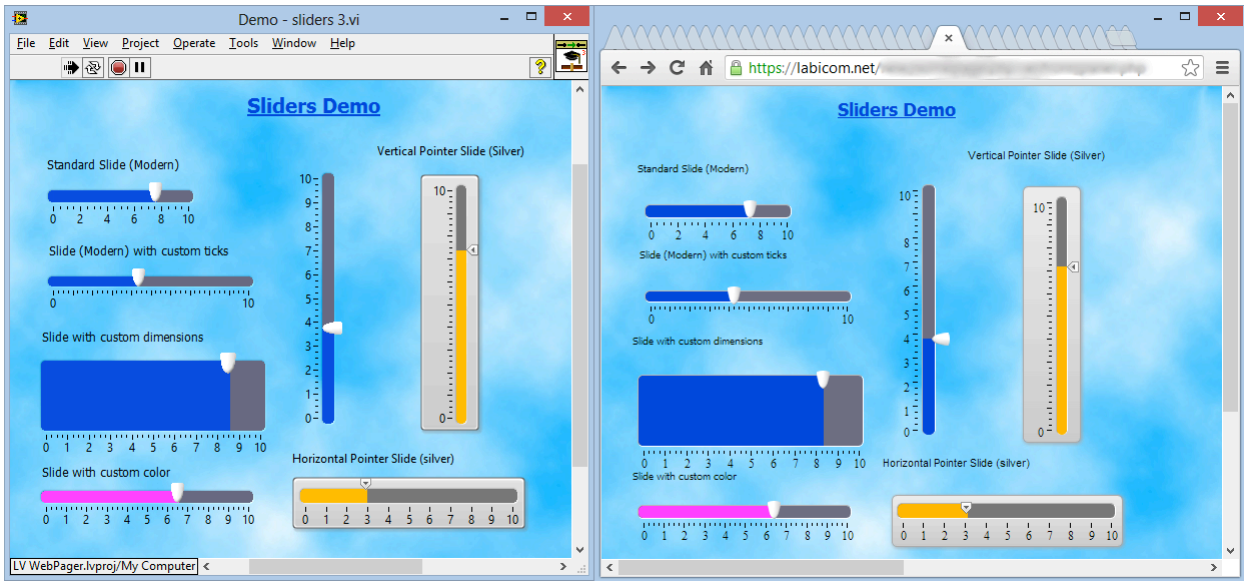 Demo - sliders 3.vi
File Edit View Project Operate Tools Window Help
?
3
Sliders Demo
Standard Slide (Modern)
0 2 4 6 8 10
Slide (Modern) with custom ticks
0 10
Slide with custom dimensions
0 1 2 3 4 5 6 7 8 9 10
Slide with custom color
0 1 2 3 4 5 6 7 8 9 10
10
9
8
7
6
5
4
3
2
1
0
Vertical Pointer Slide (Silver)
10
0
Horizontal Pointer Slide (silver)
0 1 2 3 4 5 6 7 8 9 10
LV WebPager.lvproj/My Computer
https://labicom.net/
Sliders Demo
Standard Slide (Modern)
0 2 4 6 8 10
Slide (Modern) with custom ticks
0 10
Slide with custom dimensions
0 1 2 3 4 5 6 7 8 9 10
Slide with custom color
0 1 2 3 4 5 6 7 8 9 10
10
8
7
6
5
4
3
2
1
0
Vertical Pointer Slide (Silver)
10
0
Horizontal Pointer Slide (silver)
0 1 2 3 4 5 6 7 8 9 10